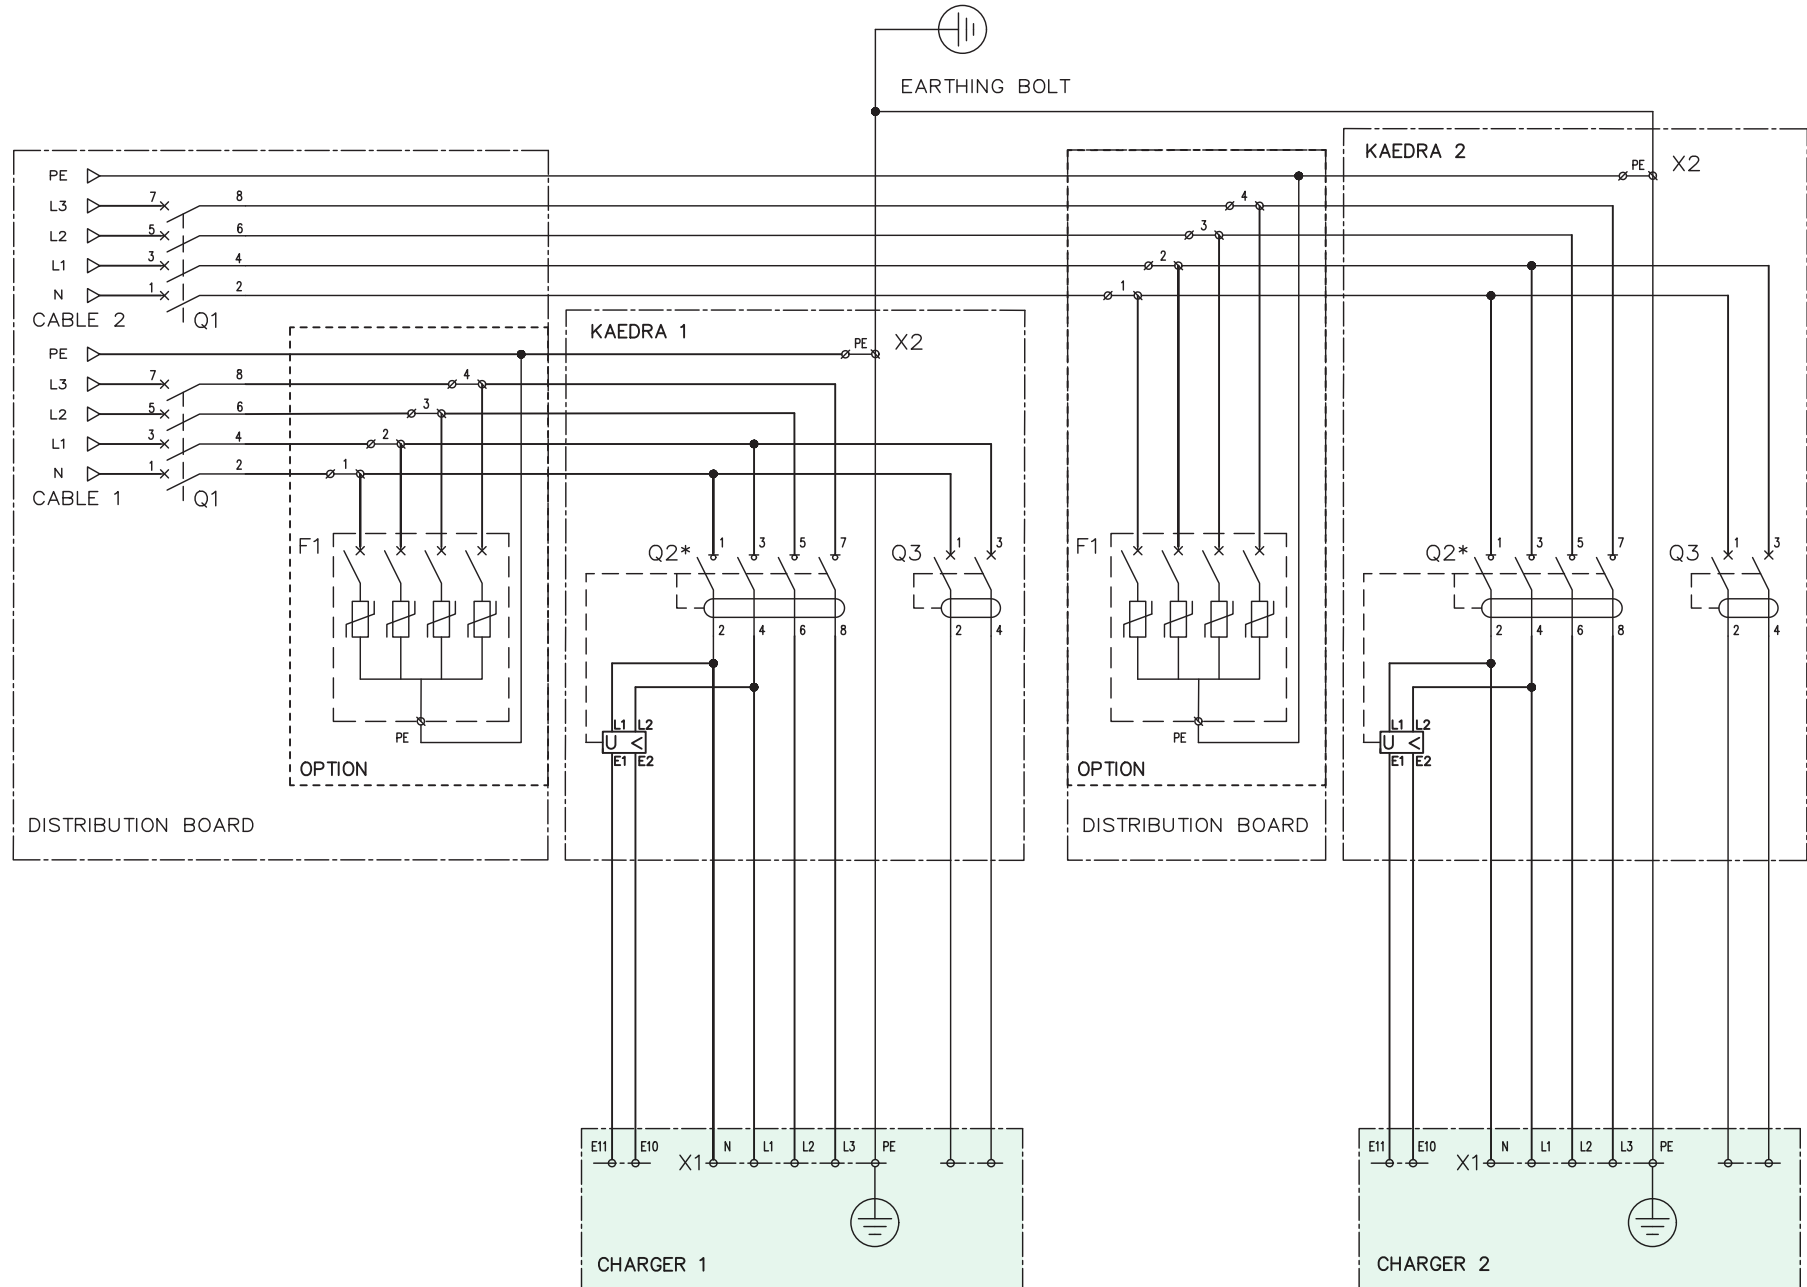 EARTHING BOLT
KAEDRA 2
PE X2
PE
L3 7 8 4
L2 5 6 3
L1 3 4 2
N 1 2 1
CABLE 2 Q1
KAEDRA 1
PE PE X2
L3 7 8 4
L2 5 6 3
L1 3 4 2
N 1 2 1
CABLE 1 Q1
F1 Q2* 1 3 5 7 Q3 1 3 F1 Q2* 1 3 5 7 Q3 1 3
2 4 6 8 2 4 2 4 6 8 2 4
L1 L2 L1 L2
PE U < PE U <
E1 E2 E1 E2
OPTION OPTION
DISTRIBUTION BOARD DISTRIBUTION BOARD
E11 E10 N L1 L2 L3 PE E11 E10 N L1 L2 L3 PE
X1 X1
CHARGER 1 CHARGER 2